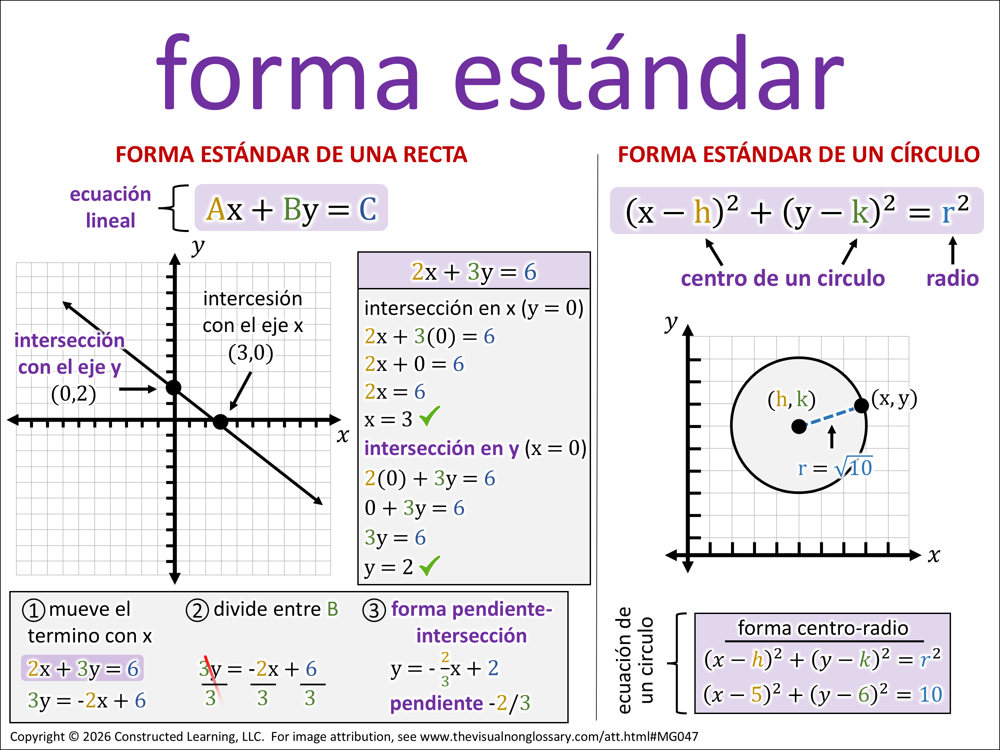 forma estándar
FORMA ESTÁNDAR DE UNA RECTA
ecuación
lineal
Ax + By = C
y
x
intersección
con el eje y
(0,2)
intercesión
con el eje x
(3,0)
2x + 3y = 6
intersección en x (y = 0)
2x + 3(0) = 6
2x + 0 = 6
2x = 6
x = 3
intersección en y (x = 0)
2(0) + 3y = 6
0 + 3y = 6
3y = 6
y = 2
① mueve el
termino con x
2x + 3y = 6
3y = -2x + 6
② divide entre B
3y = -2x + 6
3 3 3
③ forma pendiente-
intersección
y = - 2/3 x + 2
pendiente -2/3
FORMA ESTÁNDAR DE UN CÍRCULO
(x − h)² + (y − k)² = r²
centro de un circulo
radio
y
(h, k)
(x, y)
r = √10
x
ecuación de
un circulo
forma centro-radio
(x − h)² + (y − k)² = r²
(x − 5)² + (y − 6)² = 10
Copyright © 2026 Constructed Learning, LLC. For image attribution, see www.thevisualnonglossary.com/att.html#MG047